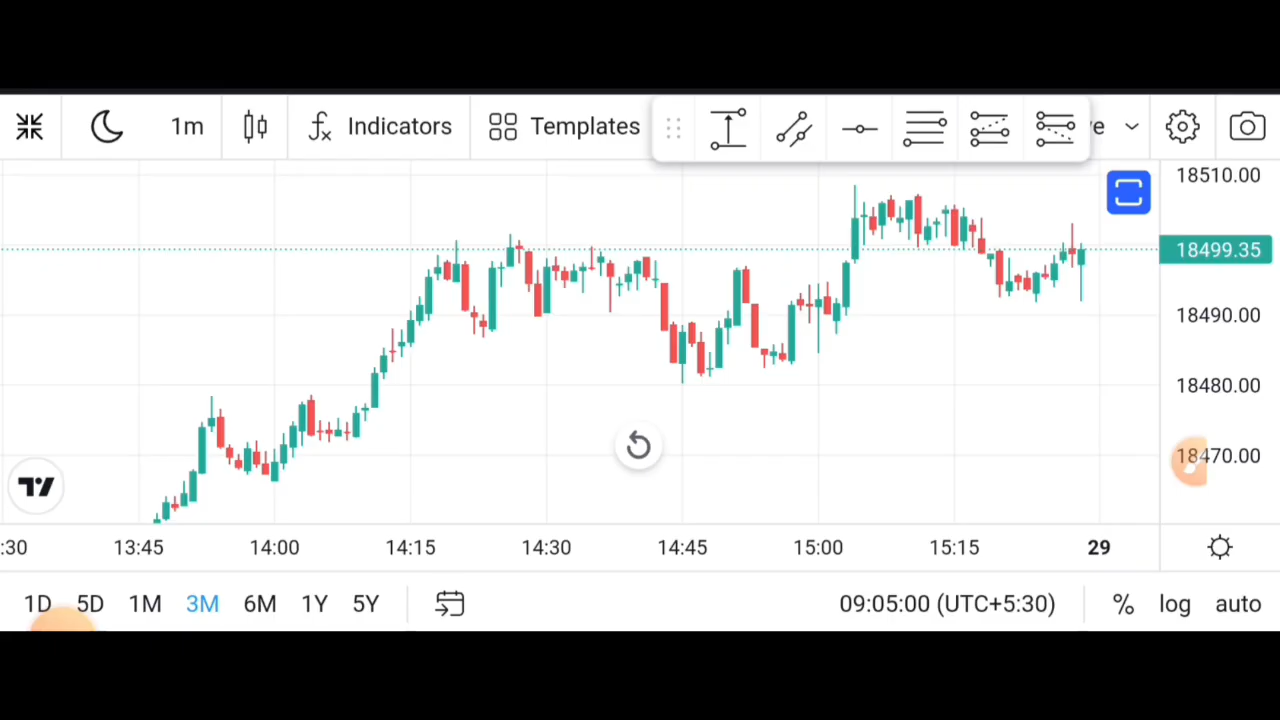 1m Indicators Templates e
18510.00
18499.35
18490.00
18480.00
18470.00
:30 13:45 14:00 14:15 14:30 14:45 15:00 15:15 29
1D 5D 1M 3M 6M 1Y 5Y 09:05:00 (UTC+5:30) % log auto